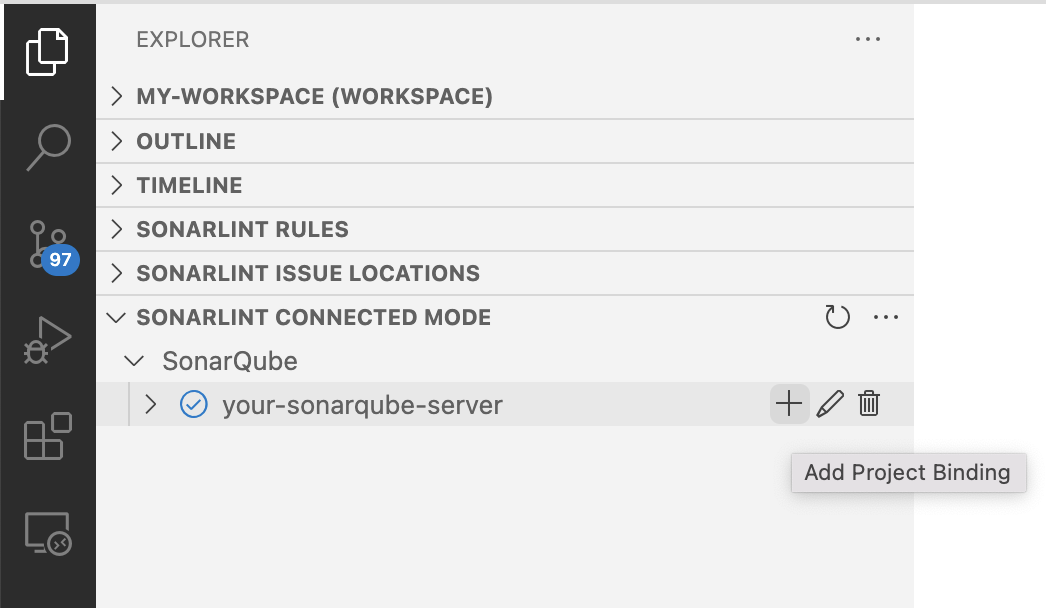 EXPLORER
MY-WORKSPACE (WORKSPACE)
OUTLINE
TIMELINE
SONARLINT RULES
97
SONARLINT ISSUE LOCATIONS
SONARLINT CONNECTED MODE
SonarQube
your-sonarqube-server
Add Project Binding